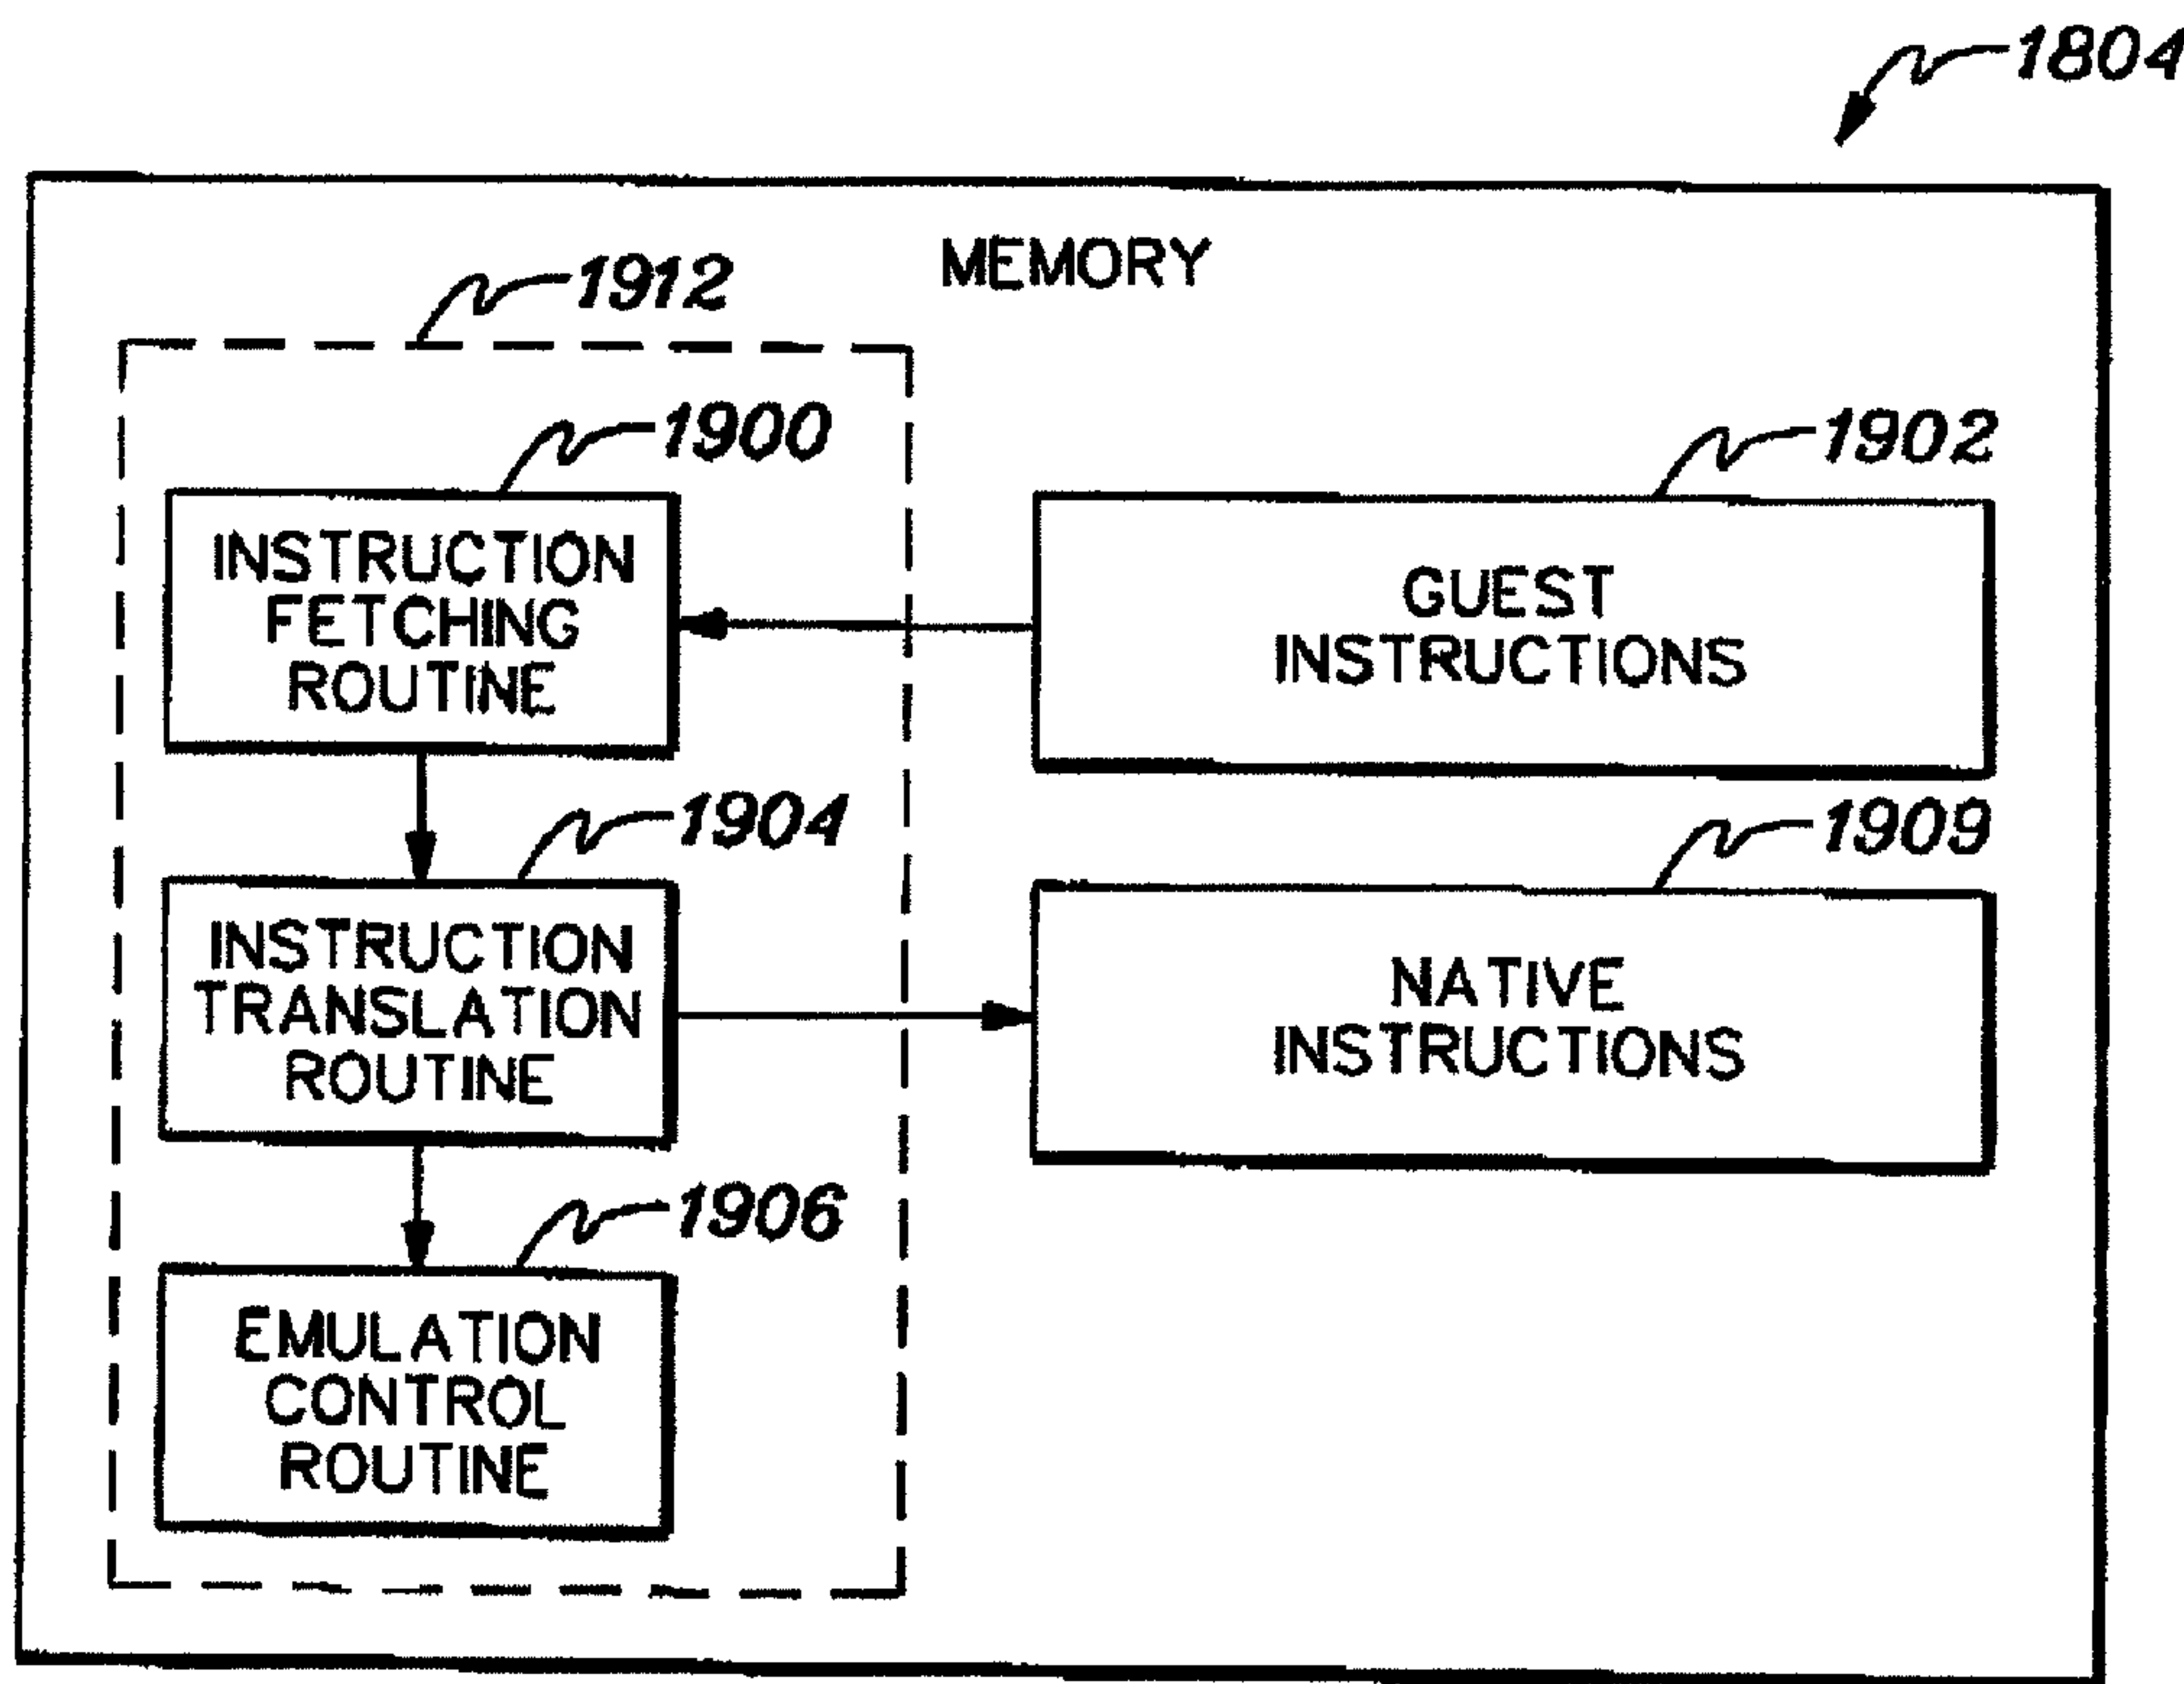 1804
MEMORY
1912
1900
INSTRUCTION
FETCHING
ROUTINE
1902
GUEST
INSTRUCTIONS
1904
INSTRUCTION
TRANSLATION
ROUTINE
1909
NATIVE
INSTRUCTIONS
1906
EMULATION
CONTROL
ROUTINE